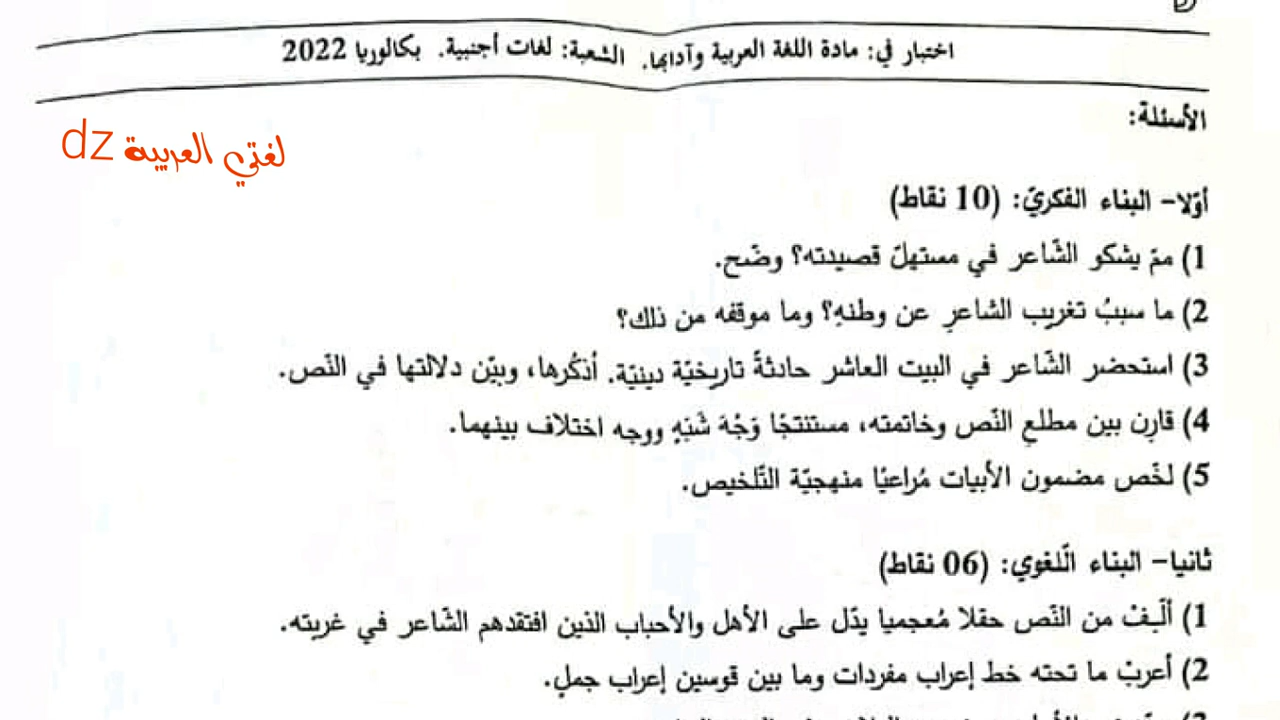 اختبار في: مادة اللغة العربية وآدابها. الشعبة: لغات أجنبية. بكالوريا 2022
الأسئلة:
لغتي العربية dz
أوّلا- البناء الفكريّ: (10 نقاط)
1) ممّ يشكو الشّاعر في مستهلّ قصيدته؟ وضّح.
2) ما سببُ تغريب الشاعرِ عن وطنهِ؟ وما موقفه من ذلك؟
3) استحضر الشّاعر في البيت العاشر حادثةً تاريخيّة دينيّة. أذكُرها، وبيّن دلالتها في النّص.
4) قارِن بين مطلعِ النّص وخاتمته، مستنتجًا وَجْهَ شَبَهٍ ووجه اختلاف بينهما.
5) لخّص مضمون الأبيات مُراعيًا منهجيّة التّلخيص.
ثانيا- البناء الّلغوي: (06 نقاط)
1) ألّفْ من النّص حقلا مُعجميا يدّل على الأهل والأحباب الذين افتقدهم الشّاعر في غربته.
2) أعربْ ما تحته خط إعراب مفردات وما بين قوسين إعراب جملٍ.